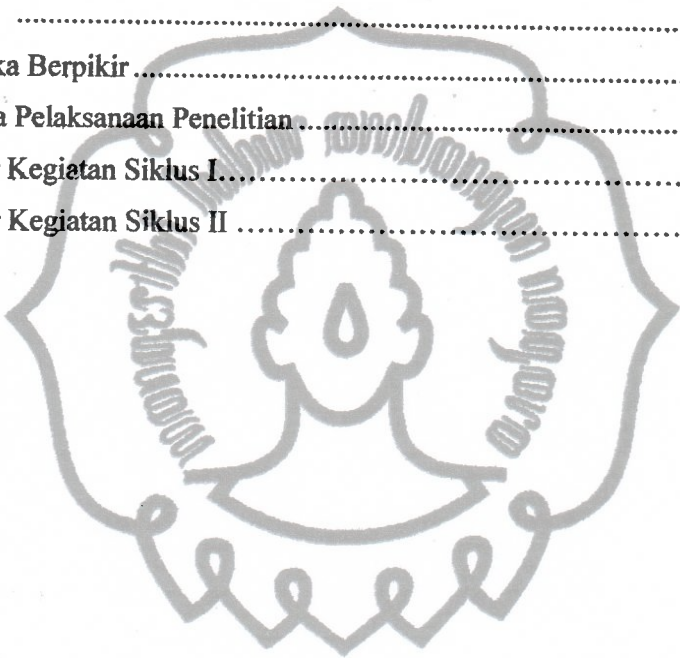 ................................................................
ka Berpikir ................................................................
a Pelaksanaan Penelitian ................................................
r Kegiatan Siklus I................................................................
r Kegiatan Siklus II ................................................................